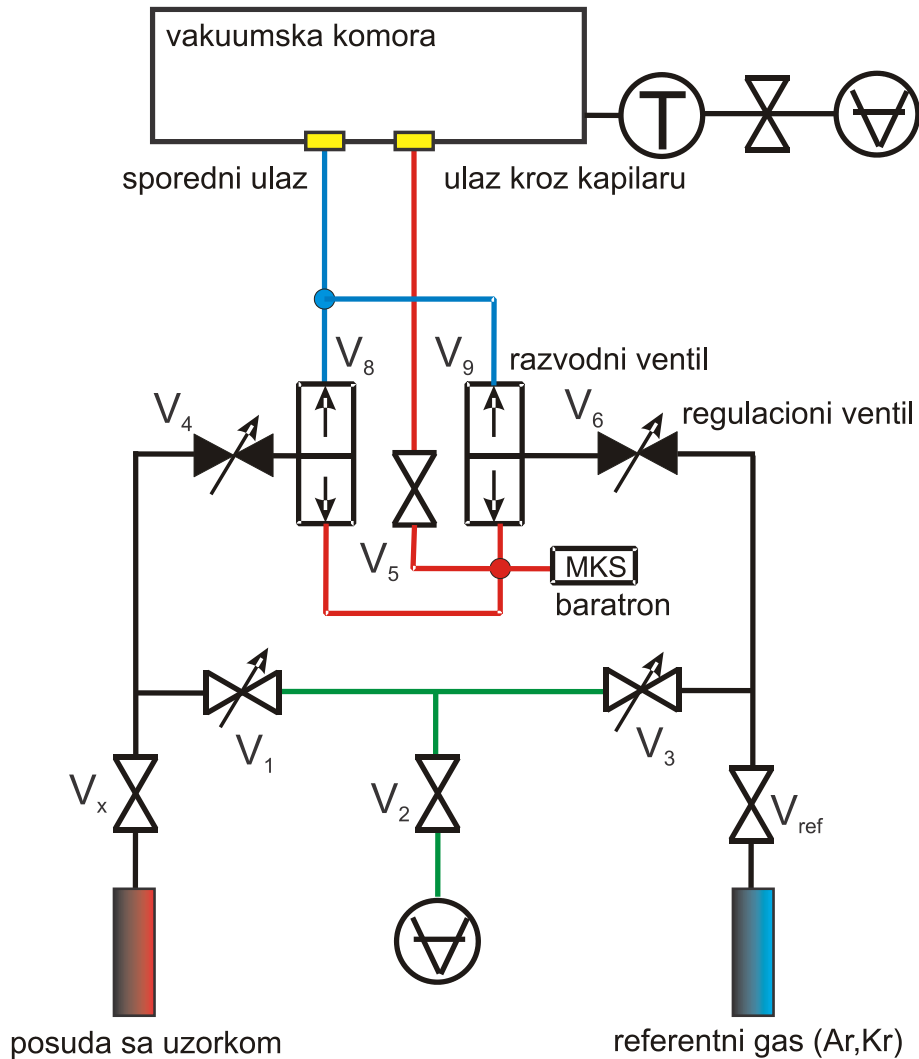 vakuumska komora
T
sporedni ulaz
ulaz kroz kapilaru
V8
V9
razvodni ventil
V4
V6
regulacioni ventil
V5
MKS
baratron
V1
V3
Vx
V2
Vref
posuda sa uzorkom
referentni gas (Ar,Kr)